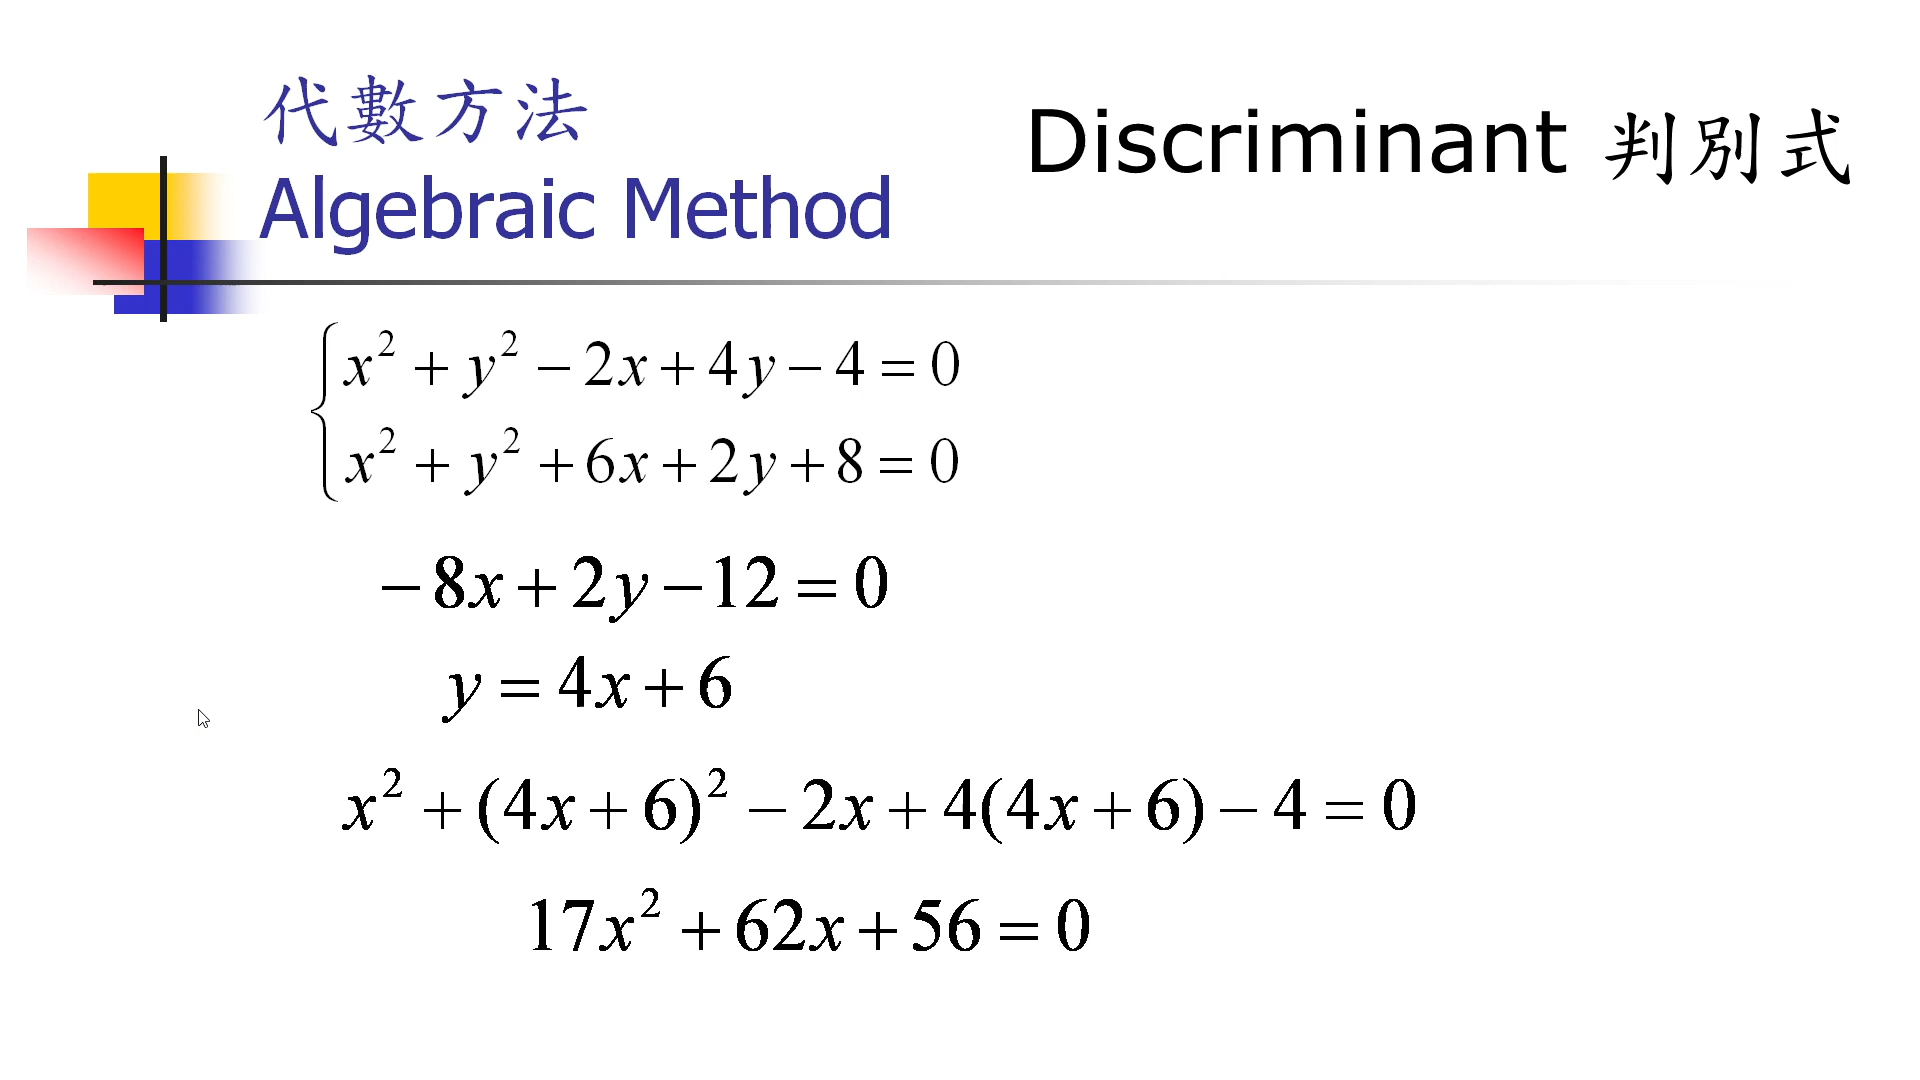 代數方法
Algebraic Method
Discriminant 判別式
x² + y² − 2x + 4y − 4 = 0
x² + y² + 6x + 2y + 8 = 0
−8x + 2y − 12 = 0
y = 4x + 6
x² + (4x + 6)² − 2x + 4(4x + 6) − 4 = 0
17x² + 62x + 56 = 0